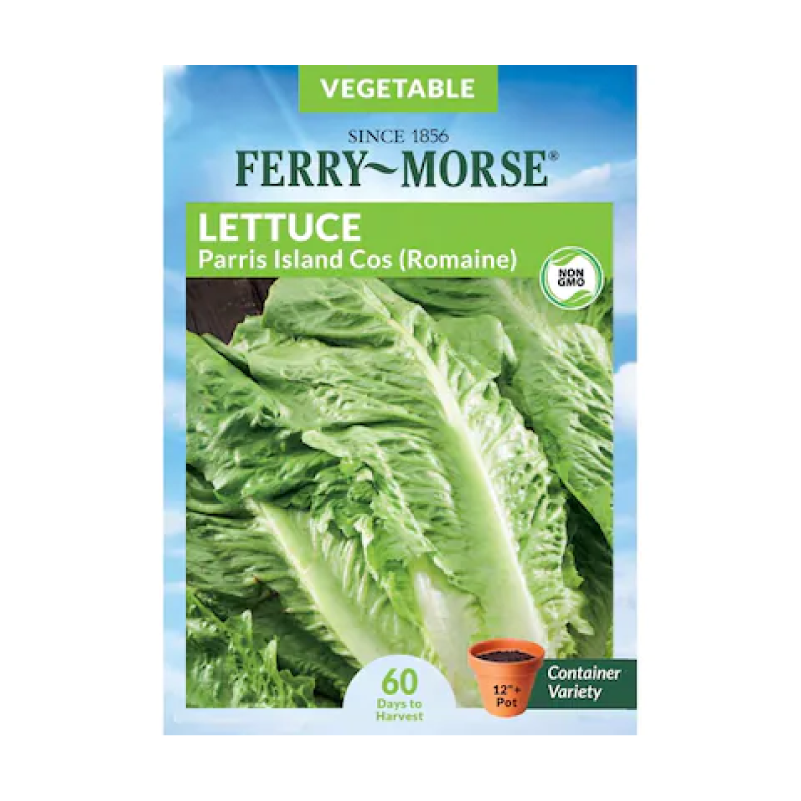 VEGETABLE
SINCE 1856
FERRY~MORSE®
LETTUCE
Parris Island Cos (Romaine)
NON
GMO
60
Days to
Harvest
12"+
Pot
Container
Variety